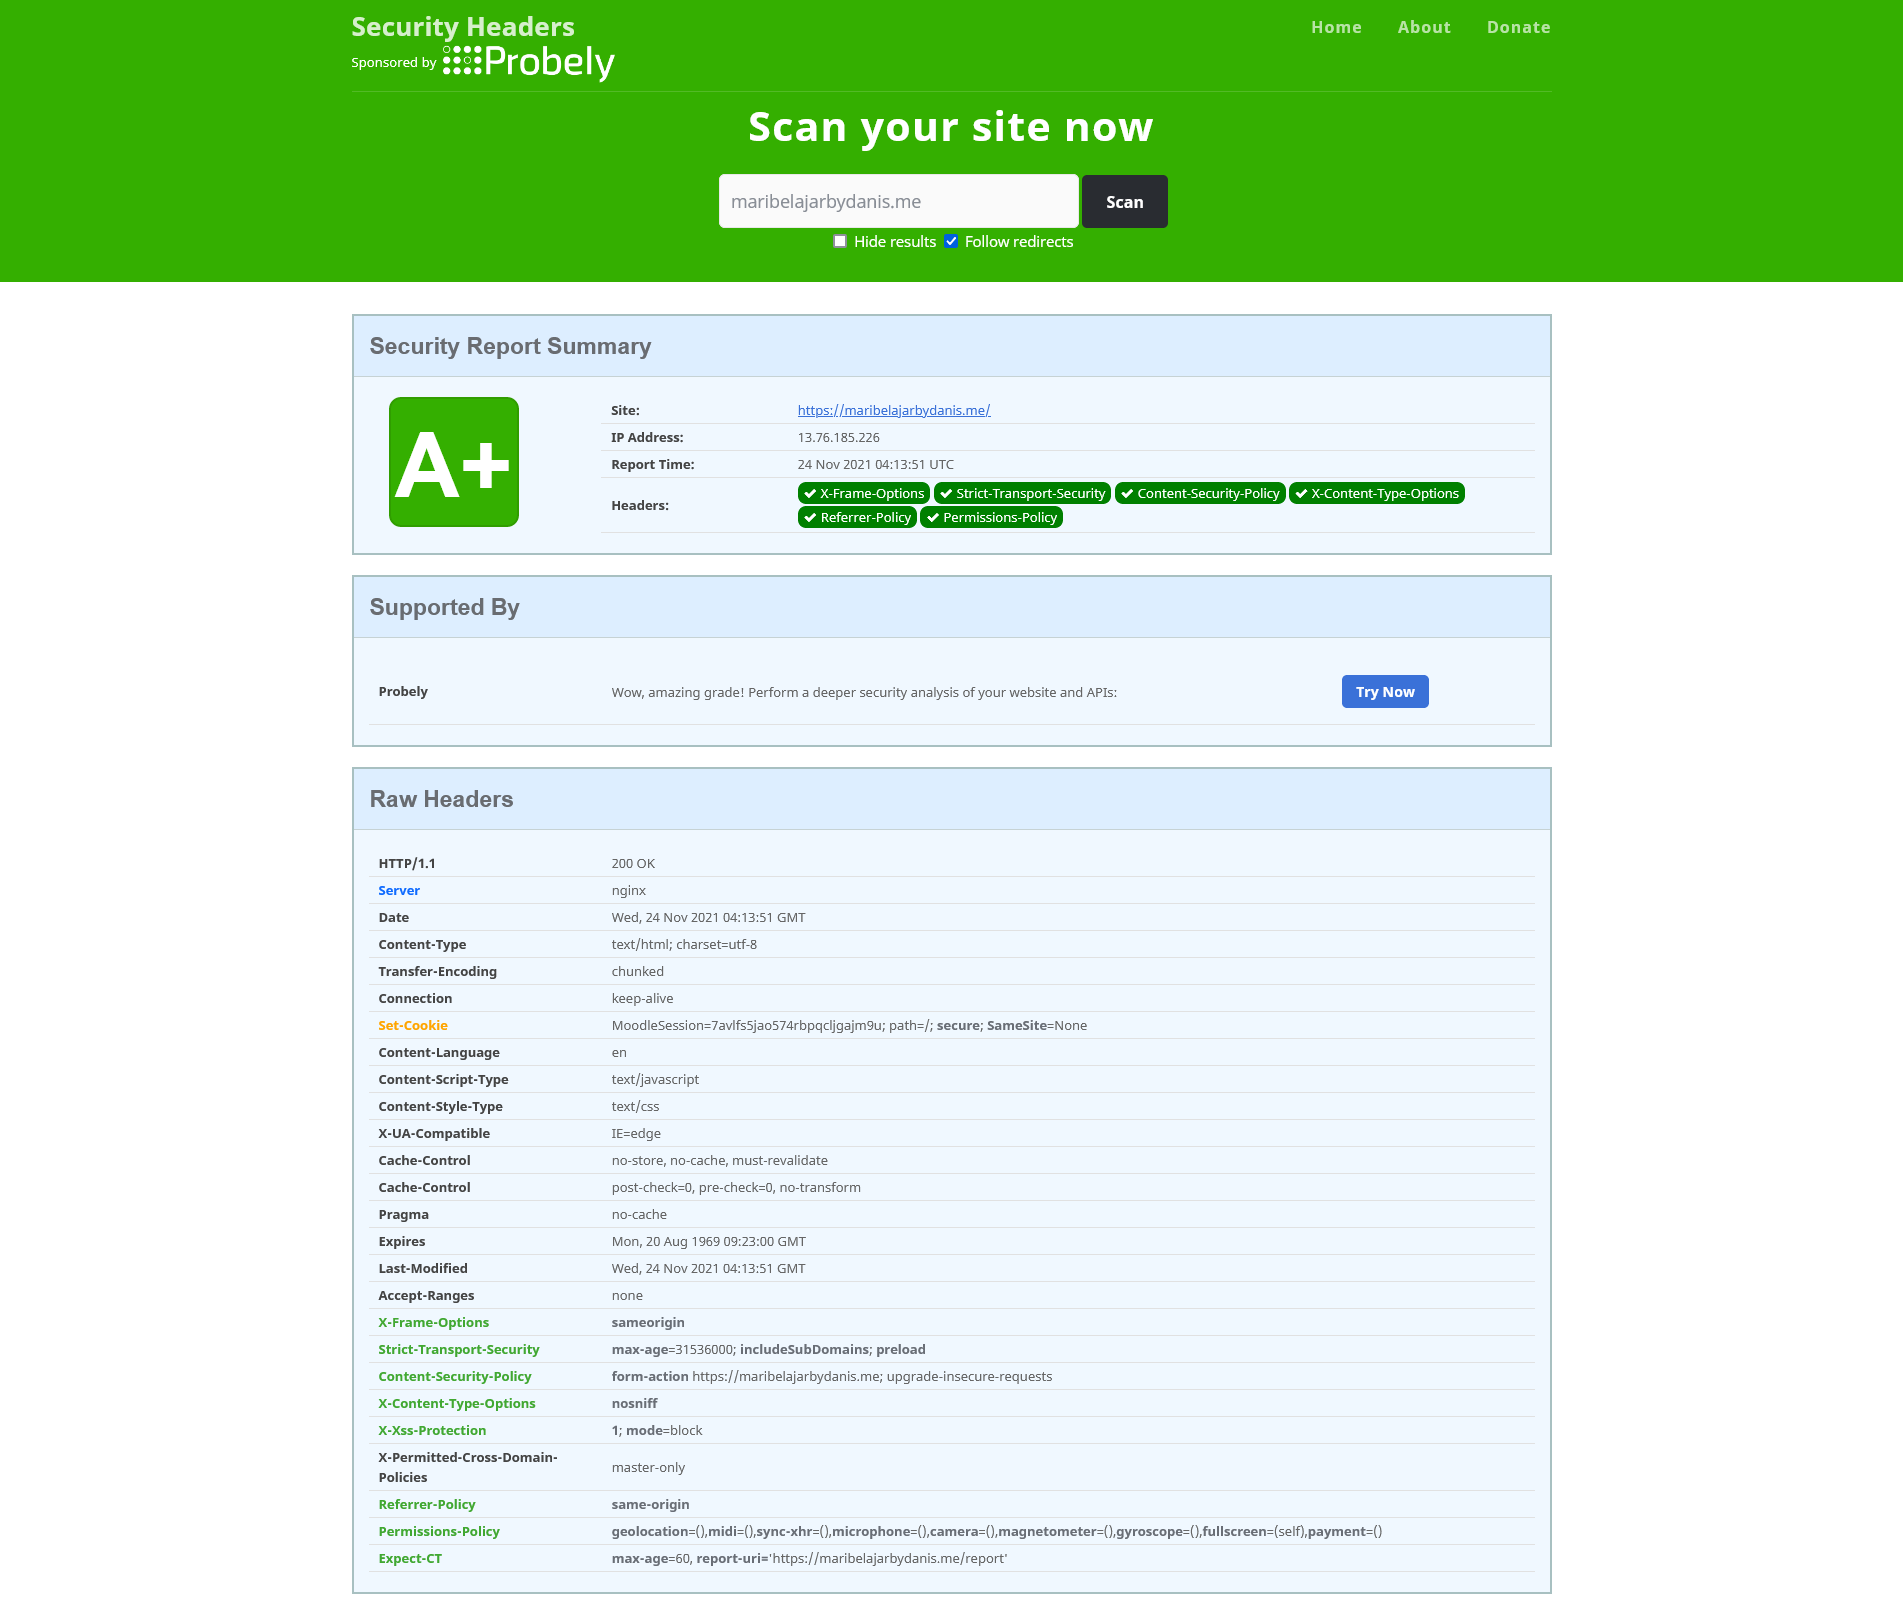 Security Headers
Home About Donate
Sponsored by Probely
Scan your site now
maribelajarbydanis.me Scan
Hide results Follow redirects
Security Report Summary
A+
Site: https://maribelajarbydanis.me/
IP Address: 13.76.185.226
Report Time: 24 Nov 2021 04:13:51 UTC
Headers: X-Frame-Options Strict-Transport-Security Content-Security-Policy X-Content-Type-Options
Referrer-Policy Permissions-Policy
Supported By
Probely Wow, amazing grade! Perform a deeper security analysis of your website and APIs: Try Now
Raw Headers
HTTP/1.1 200 OK
Server nginx
Date Wed, 24 Nov 2021 04:13:51 GMT
Content-Type text/html; charset=utf-8
Transfer-Encoding chunked
Connection keep-alive
Set-Cookie MoodleSession=7avlfs5jao574rbpqcljgajm9u; path=/; secure; SameSite=None
Content-Language en
Content-Script-Type text/javascript
Content-Style-Type text/css
X-UA-Compatible IE=edge
Cache-Control no-store, no-cache, must-revalidate
Cache-Control post-check=0, pre-check=0, no-transform
Pragma no-cache
Expires Mon, 20 Aug 1969 09:23:00 GMT
Last-Modified Wed, 24 Nov 2021 04:13:51 GMT
Accept-Ranges none
X-Frame-Options sameorigin
Strict-Transport-Security max-age=31536000; includeSubDomains; preload
Content-Security-Policy form-action https://maribelajarbydanis.me; upgrade-insecure-requests
X-Content-Type-Options nosniff
X-Xss-Protection 1; mode=block
X-Permitted-Cross-Domain-
Policies master-only
Referrer-Policy same-origin
Permissions-Policy geolocation=(),midi=(),sync-xhr=(),microphone=(),camera=(),magnetometer=(),gyroscope=(),fullscreen=(self),payment=()
Expect-CT max-age=60, report-uri='https://maribelajarbydanis.me/report'